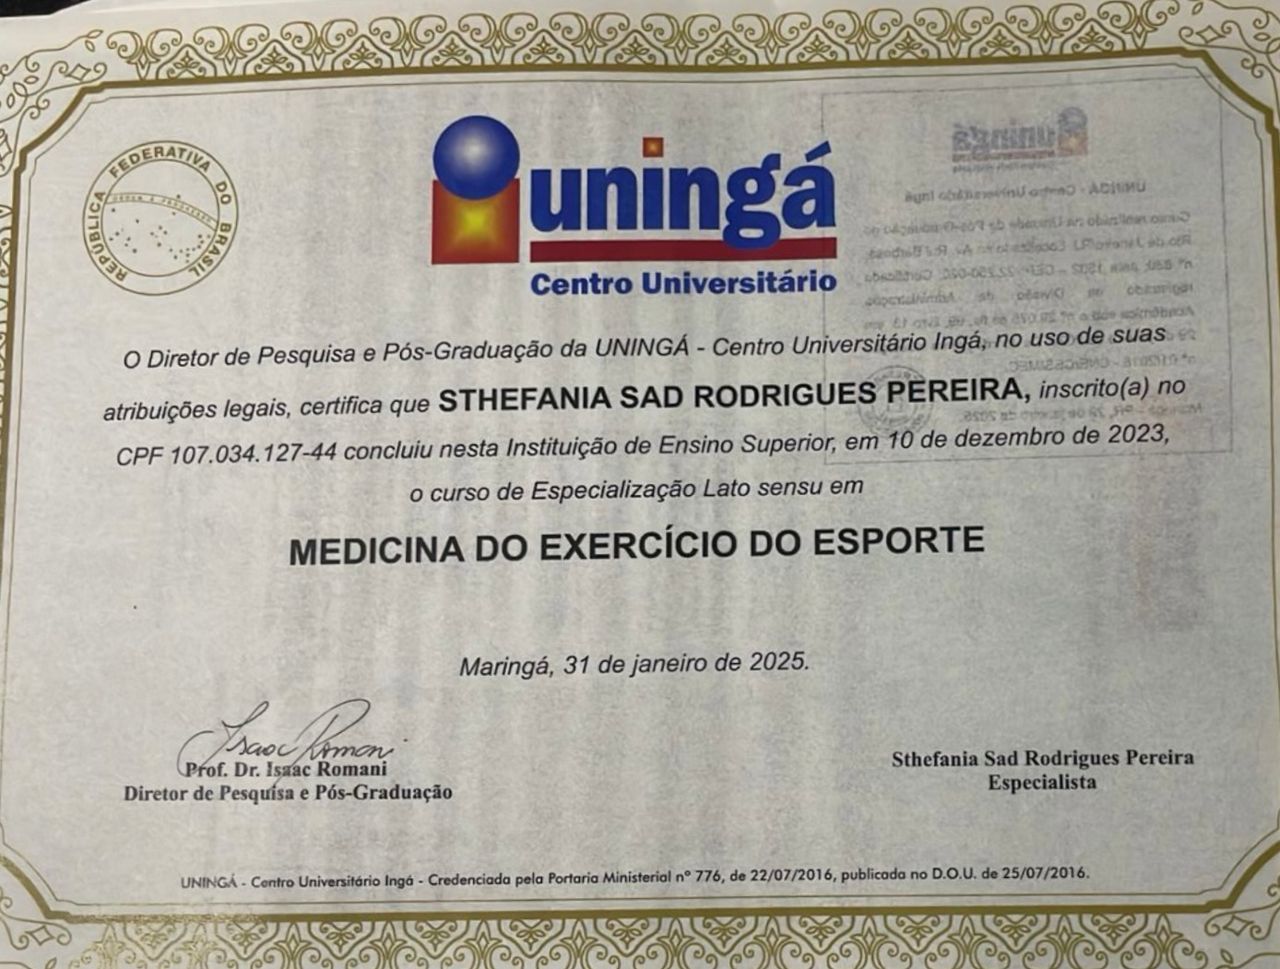 REPÚBLICA FEDERATIVA DO BRASIL
uningá
Centro Universitário
O Diretor de Pesquisa e Pós-Graduação da UNINGÁ - Centro Universitário Ingá, no uso de suas
atribuições legais, certifica que STHEFANIA SAD RODRIGUES PEREIRA, inscrito(a) no
CPF 107.034.127-44 concluiu nesta Instituição de Ensino Superior, em 10 de dezembro de 2023,
o curso de Especialização Lato sensu em
MEDICINA DO EXERCÍCIO DO ESPORTE
Maringá, 31 de janeiro de 2025.
Isaac Romani
Prof. Dr. Isaac Romani
Diretor de Pesquisa e Pós-Graduação
Sthefania Sad Rodrigues Pereira
Especialista
UNINGÁ - Centro Universitário Ingá - Credenciada pela Portaria Ministerial nº 776, de 22/07/2016, publicada no D.O.U. de 25/07/2016.